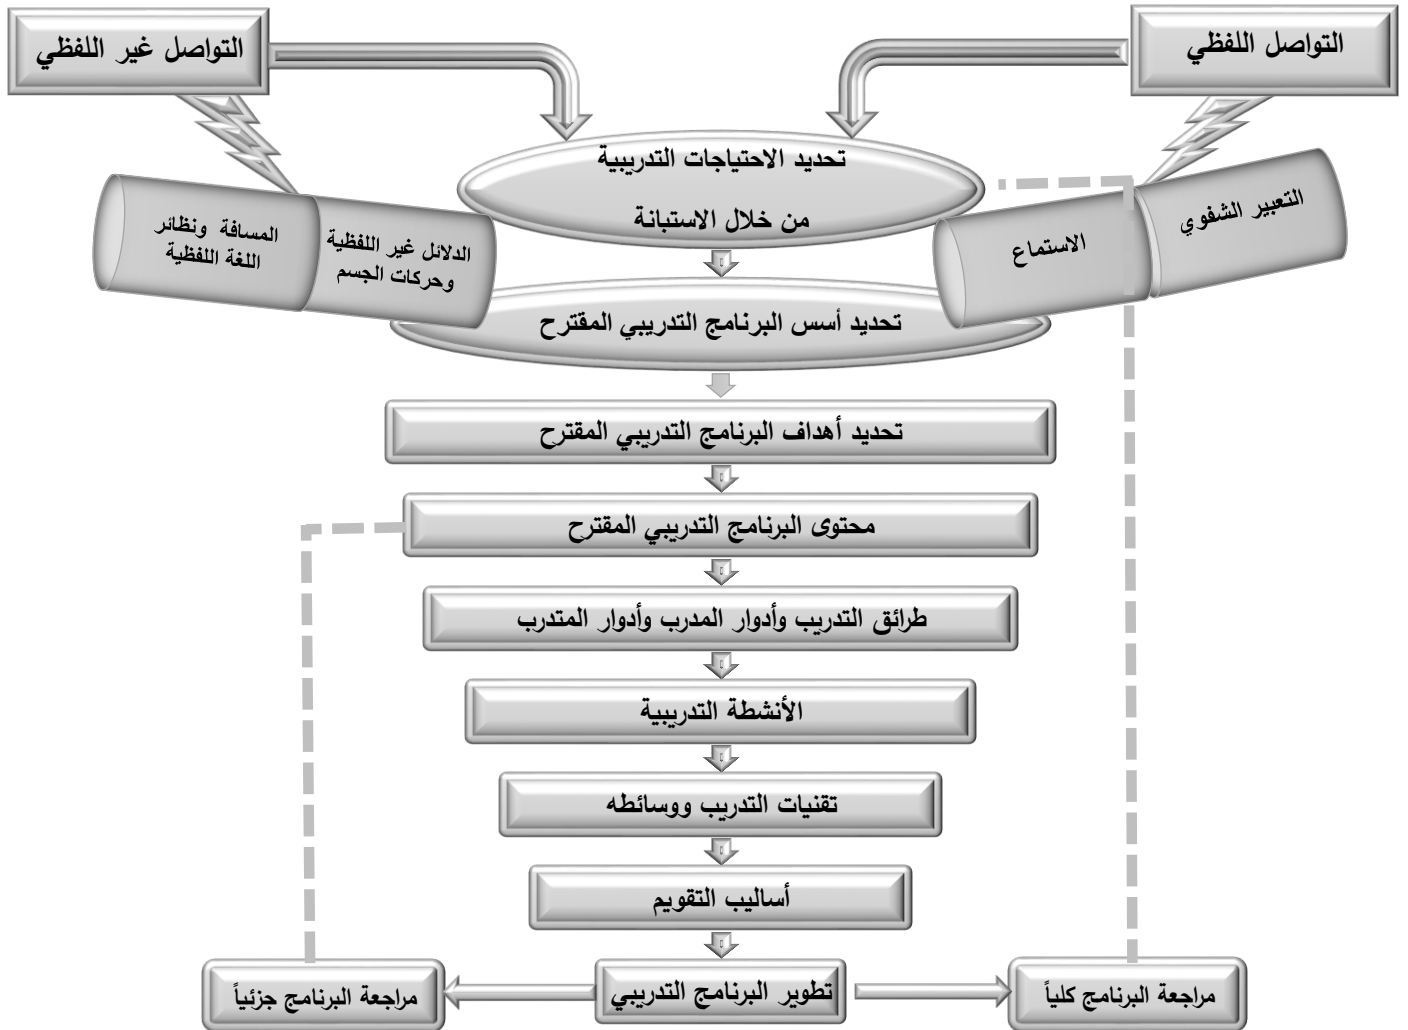 التواصل اللفظي
التواصل غير اللفظي
تحديد الاحتياجات التدريبية
من خلال الاستبانة
التعبير الشفوي
الاستماع
الدلائل غير اللفظية
وحركات الجسم
المسافة ونظائر
اللغة اللفظية
تحديد أسس البرنامج التدريبي المقترح
تحديد أهداف البرنامج التدريبي المقترح
محتوى البرنامج التدريبي المقترح
طرائق التدريب وأدوار المدرب وأدوار المتدرب
الأنشطة التدريبية
تقنيات التدريب ووسائطه
أساليب التقويم
مراجعة البرنامج كلياً
تطوير البرنامج التدريبي
مراجعة البرنامج جزئياً